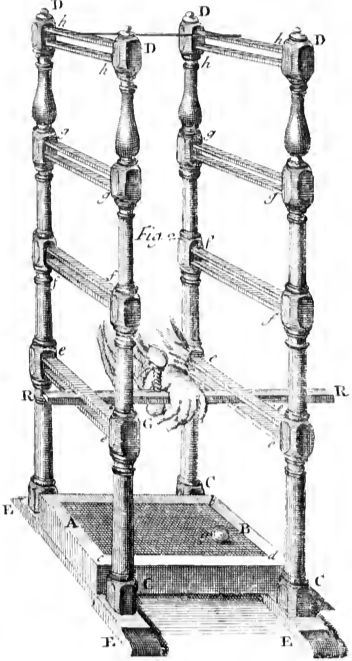 D D
D h h D
h h
g g
g g
Fig. 2.
f f
f f
e e
R R
G
e e
C
E A b
B
c d
C C
E E